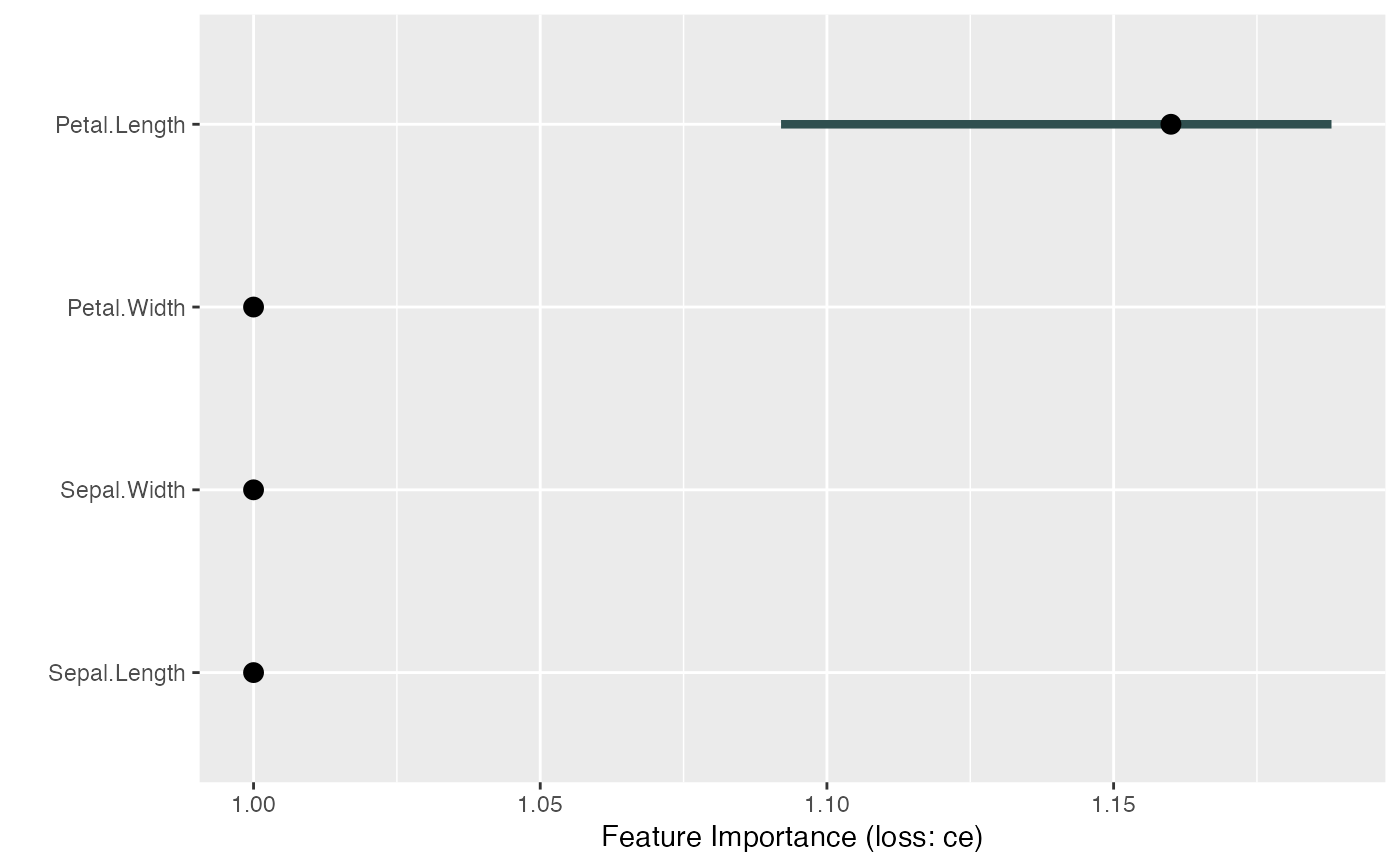 Petal.Length
Petal.Width
Sepal.Width
Sepal.Length
1.00 1.05 1.10 1.15
Feature Importance (loss: ce)